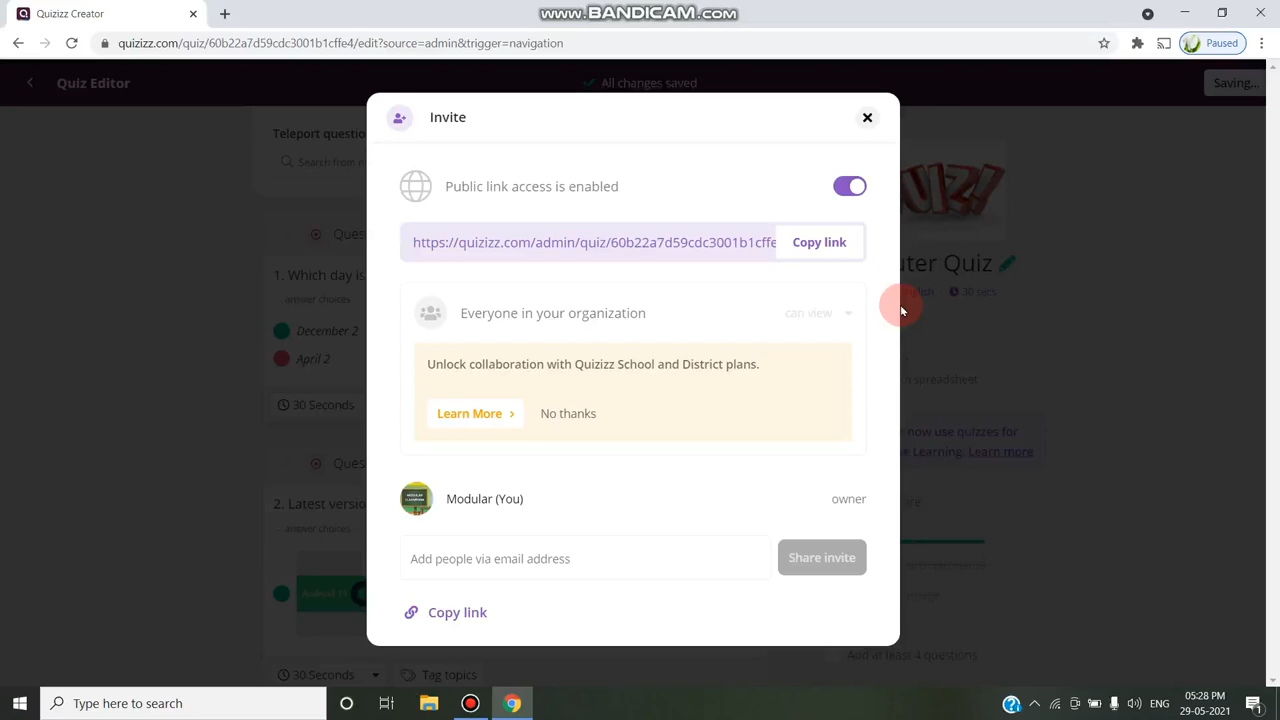 Quizizz Creator
www.BANDICAM.com
quizizz.com/quiz/60b22a7d59cdc3001b1cffe4/edit?source=admin&trigger=navigation
Paused
Quiz Editor
All changes saved
Saving...
Teleport questio
Search from m
Invite
Public link access is enabled
https://quizizz.com/admin/quiz/60b22a7d59cdc3001b1cffe
Copy link
Everyone in your organization
can view
Unlock collaboration with Quizizz School and District plans.
Learn More
No thanks
Modular (You)
owner
Add people via email address
Share invite
Copy link
Ques
1. Which day is
answer choices
December 2
April 2
30 Seconds
Ques
2. Latest versio
answer choices
Android 11
30 Seconds
Tag topics
uter Quiz
English
30 secs
n spreadsheet
now use quizzes for
e Learning. Learn more
Add at least 4 questions
Type here to search
ENG
05:28 PM
29-05-2021